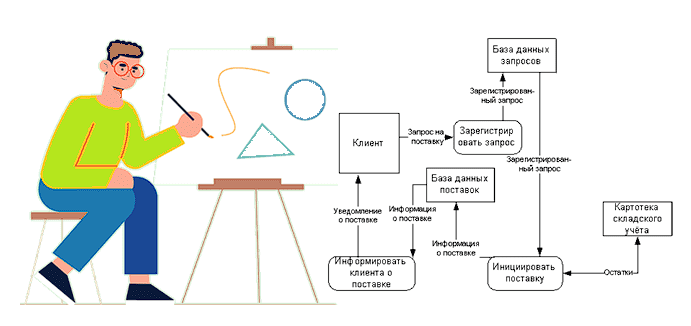 База данных
запросов
Зарегистрирован-
ный запрос
Клиент
Запрос на
поставку
Зарегистрир
овать запрос
Зарегистрирован-
ный запрос
База данных
поставок
Картотека
складского
учёта
Уведомление
о поставке
Информация
о поставке
Информация
о поставке
Информировать
клиента о
поставке
Инициировать
поставку
Остатки